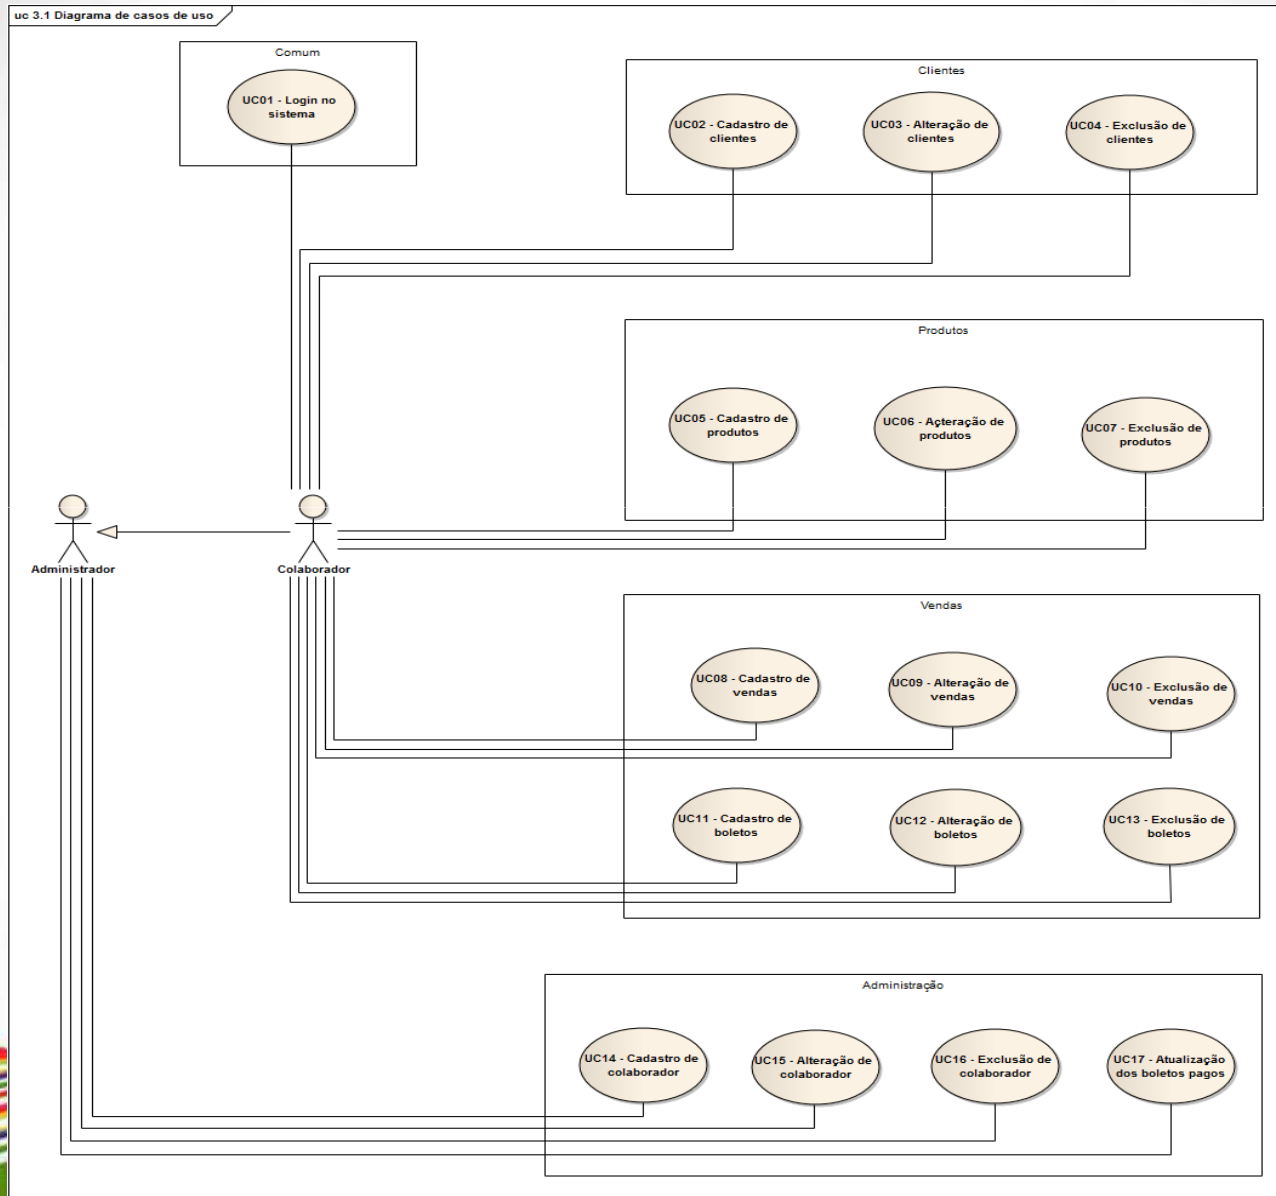 uc 3.1 Diagrama de casos de uso
Comum
UC01 - Login no
sistema
Clientes
UC02 - Cadastro de
clientes
UC03 - Alteração de
clientes
UC04 - Exclusão de
clientes
Produtos
UC05 - Cadastro de
produtos
UC06 - Açteração de
produtos
UC07 - Exclusão de
produtos
Administrador
Colaborador
Vendas
UC08 - Cadastro de
vendas
UC09 - Alteração de
vendas
UC10 - Exclusão de
vendas
UC11 - Cadastro de
boletos
UC12 - Alteração de
boletos
UC13 - Exclusão de
boletos
Administração
UC14 - Cadastro de
colaborador
UC15 - Alteração de
colaborador
UC16 - Exclusão de
colaborador
UC17 - Atualização
dos boletos pagos